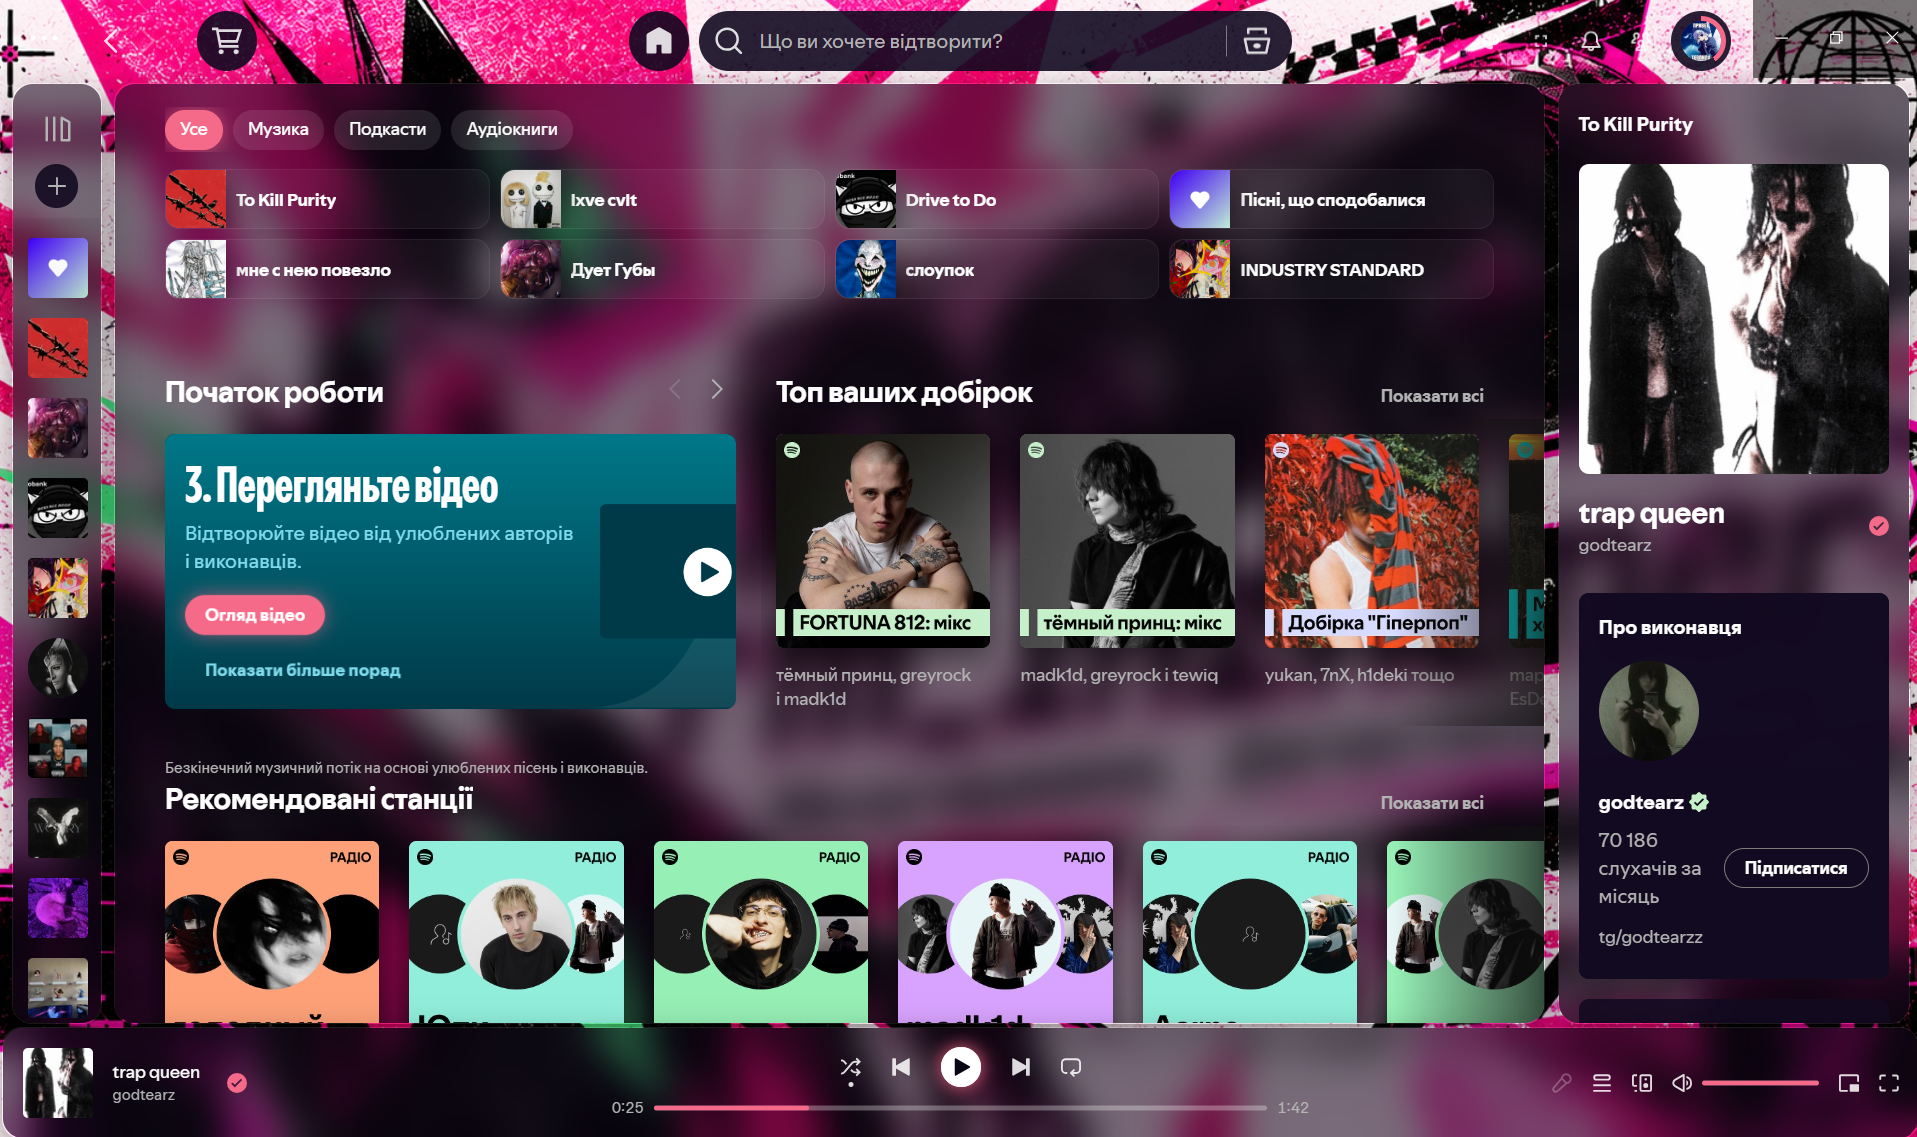 Що ви хочете відтворити?
Усе
Музика
Подкасти
Аудіокниги
To Kill Purity
lxve cvlt
Drive to Do
Пісні, що сподобалися
мне с нею повезло
Дует Губы
слоупок
INDUSTRY STANDARD
Початок роботи
3. Перегляньте відео
Відтворюйте відео від улюблених авторів
і виконавців.
Огляд відео
Показати більше порад
Топ ваших добірок
Показати всі
FORTUNA 812: мікс
тёмный принц: мікс
Добірка "Гіперпоп"
тёмный принц, greyrock
і madk1d
madk1d, greyrock і tewiq
yukan, 7nX, h1deki тощо
Безкінечний музичний потік на основі улюблених пісень і виконавців.
Рекомендовані станції
Показати всі
РАДІО
РАДІО
РАДІО
РАДІО
РАДІО
madk1d
To Kill Purity
trap queen
godtearz
Про виконавця
godtearz
70 186
слухачів за
місяць
Підписатися
tg/godtearzz
trap queen
godtearz
0:25
1:42